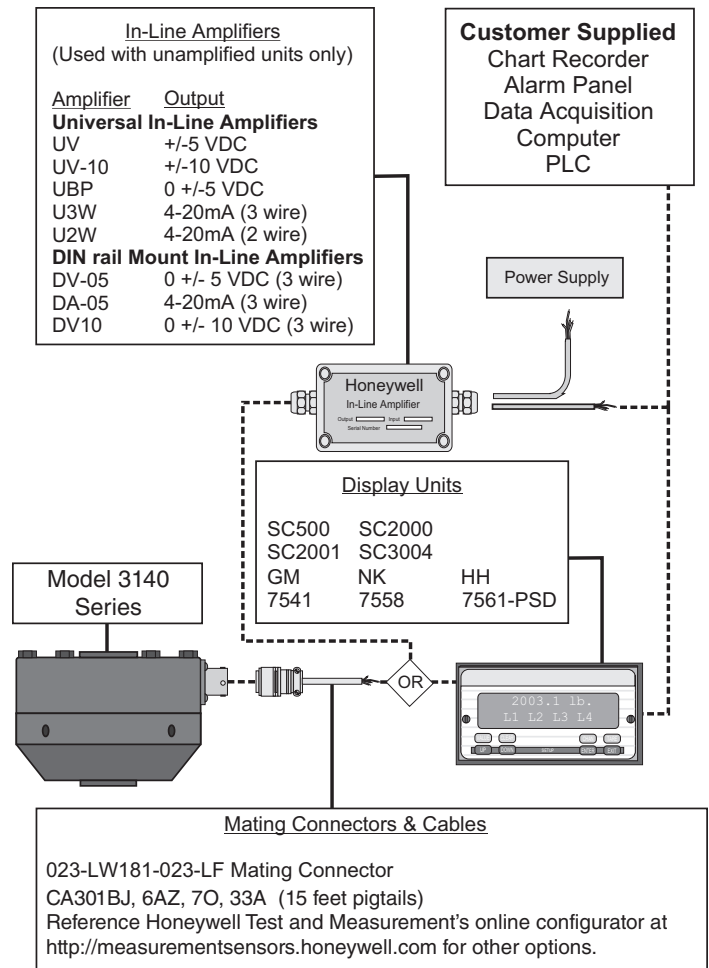 In-Line Amplifiers
(Used with unamplified units only)
Amplifier Output
Universal In-Line Amplifiers
UV +/-5 VDC
UV-10 +/-10 VDC
UBP 0 +/-5 VDC
U3W 4-20mA (3 wire)
U2W 4-20mA (2 wire)
DIN rail Mount In-Line Amplifiers
DV-05 0 +/- 5 VDC (3 wire)
DA-05 4-20mA (3 wire)
DV10 0 +/- 10 VDC (3 wire)
Customer Supplied
Chart Recorder
Alarm Panel
Data Acquisition
Computer
PLC
Power Supply
Honeywell
In-Line Amplifier
Output Input
Serial Number
Display Units
SC500 SC2000
SC2001 SC3004
GM NK HH
7541 7558 7561-PSD
Model 3140
Series
OR
2003.1 lb.
L1 L2 L3 L4
UP DOWN SETUP ENTER EXIT
Mating Connectors & Cables
023-LW181-023-LF Mating Connector
CA301BJ, 6AZ, 7O, 33A (15 feet pigtails)
Reference Honeywell Test and Measurement's online configurator at
http://measurementsensors.honeywell.com for other options.